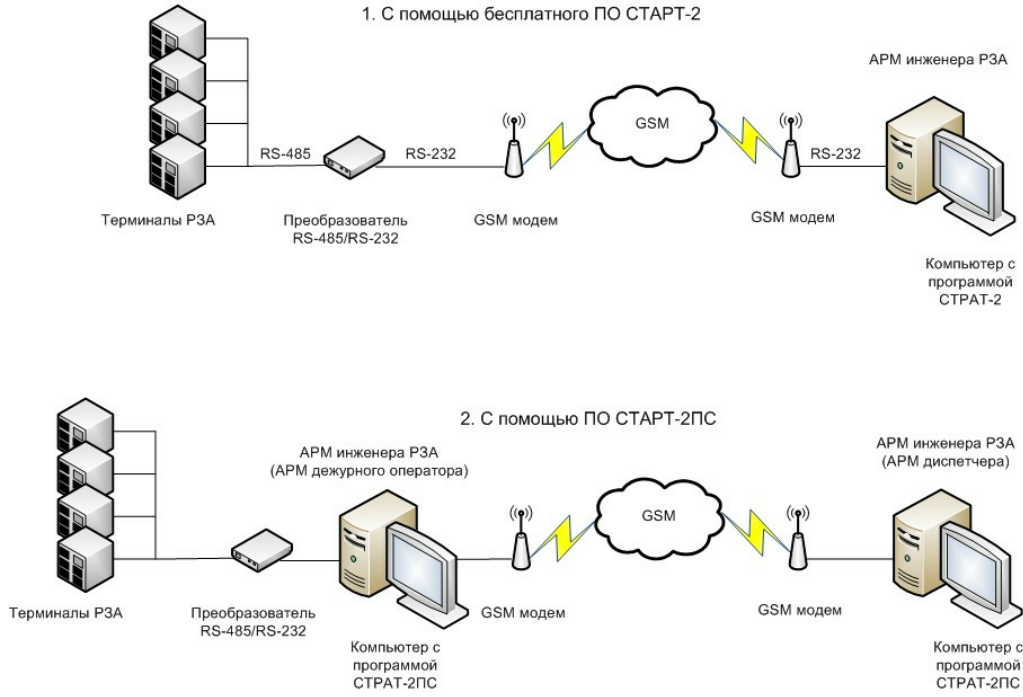 1. С помощью бесплатного ПО СТАРТ-2
АРМ инженера РЗА
GSM
RS-485
RS-232
RS-232
Терминалы РЗА
Преобразователь
RS-485/RS-232
GSM модем
GSM модем
Компьютер с
программой
СТРАТ-2
2. С помощью ПО СТАРТ-2ПС
АРМ инженера РЗА
(АРМ дежурного оператора)
АРМ инженера РЗА
(АРМ диспетчера)
GSM
Терминалы РЗА
Преобразователь
RS-485/RS-232
GSM модем
GSM модем
Компьютер с
программой
СТРАТ-2ПС
Компьютер с
программой
СТРАТ-2ПС